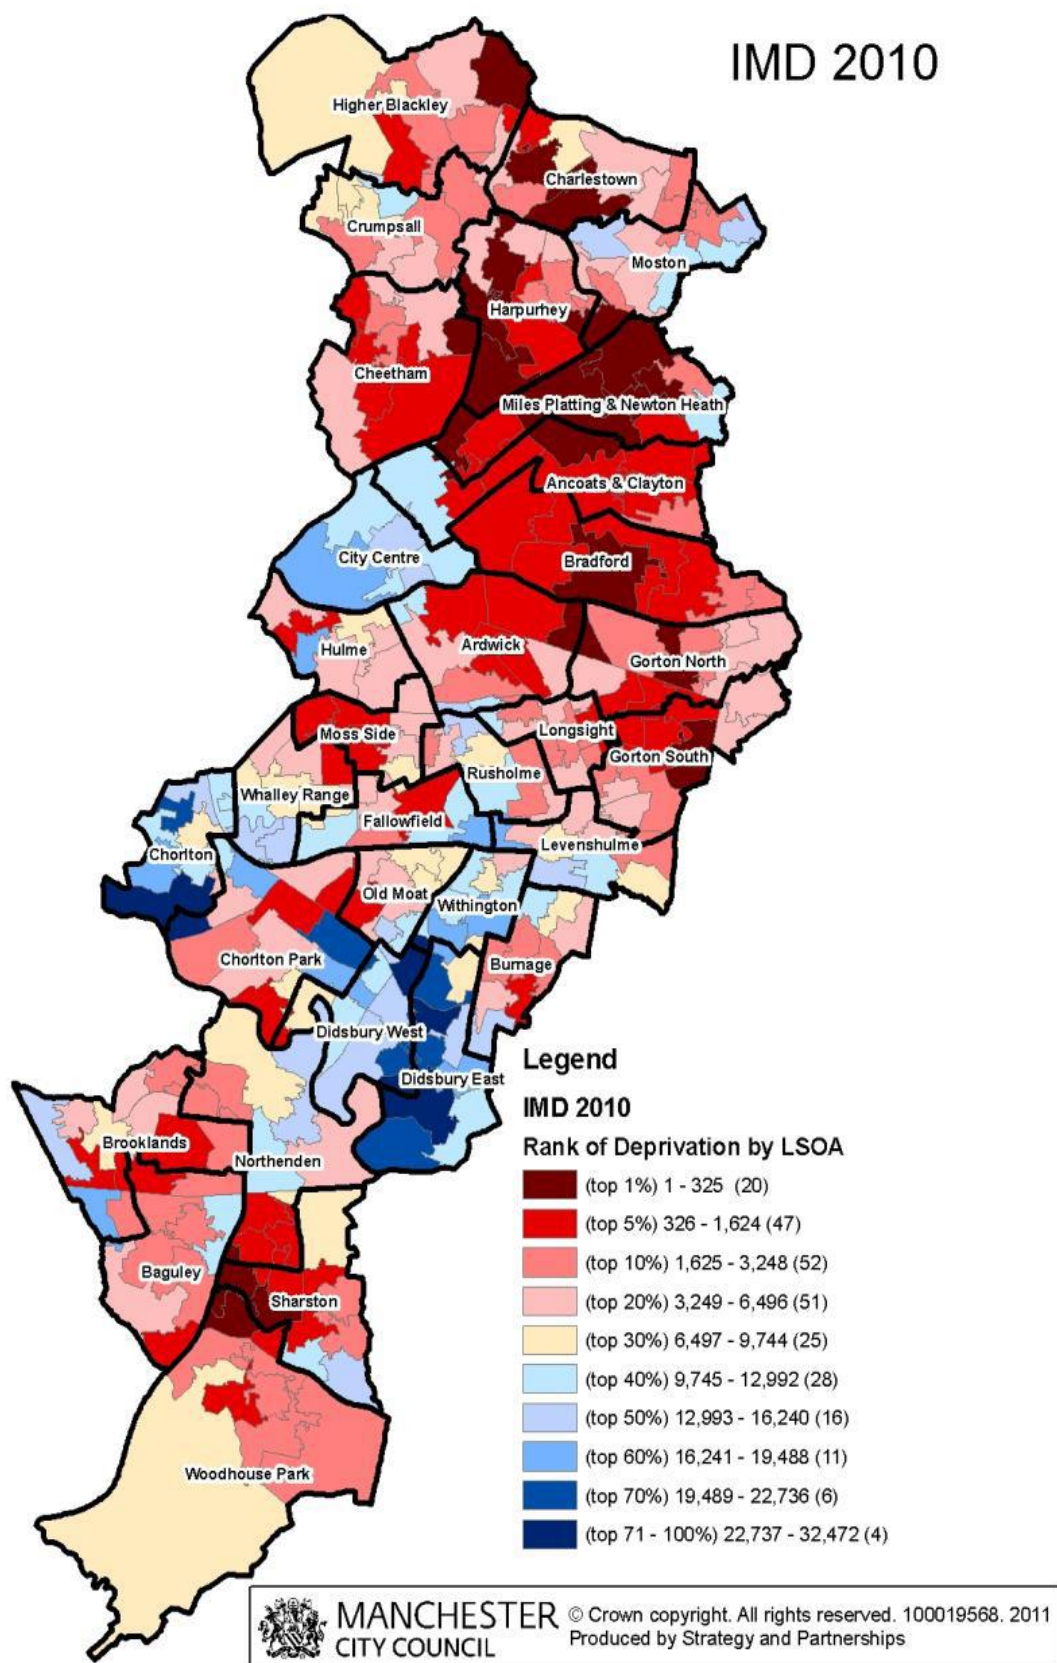 IMD 2010
Higher Blackley
Charlestown
Crumpsall
Moston
Harpurhey
Cheetham
Miles Platting & Newton Heath
Ancoats & Clayton
City Centre
Bradford
Ardwick
Hulme
Gorton North
Moss Side
Longsight
Gorton South
Rusholme
Whalley Range
Fallowfield
Levenshulme
Chorlton
Old Moat
Withington
Chorlton Park
Burnage
Didsbury West
Didsbury East
Brooklands
Northenden
Baguley
Sharston
Woodhouse Park
Legend
IMD 2010
Rank of Deprivation by LSOA
(top 1%) 1 - 325 (20)
(top 5%) 326 - 1,624 (47)
(top 10%) 1,625 - 3,248 (52)
(top 20%) 3,249 - 6,496 (51)
(top 30%) 6,497 - 9,744 (25)
(top 40%) 9,745 - 12,992 (28)
(top 50%) 12,993 - 16,240 (16)
(top 60%) 16,241 - 19,488 (11)
(top 70%) 19,489 - 22,736 (6)
(top 71 - 100%) 22,737 - 32,472 (4)
MANCHESTER
CITY COUNCIL
© Crown copyright. All rights reserved. 100019568. 2011
Produced by Strategy and Partnerships